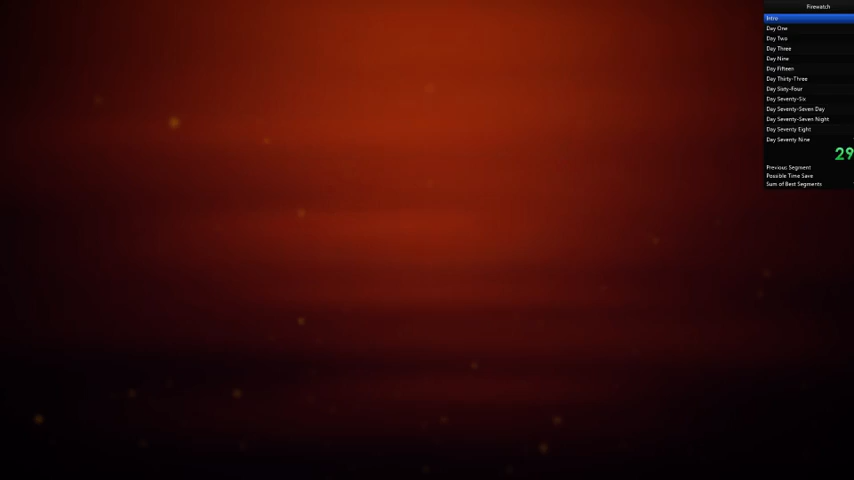 Firewatch
Intro
Day One
Day Two
Day Three
Day Nine
Day Fifteen
Day Thirty-Three
Day Sixty-Four
Day Seventy-Six
Day Seventy-Seven Day
Day Seventy-Seven Night
Day Seventy Eight
Day Seventy Nine
29
Previous Segment
Possible Time Save
Sum of Best Segments